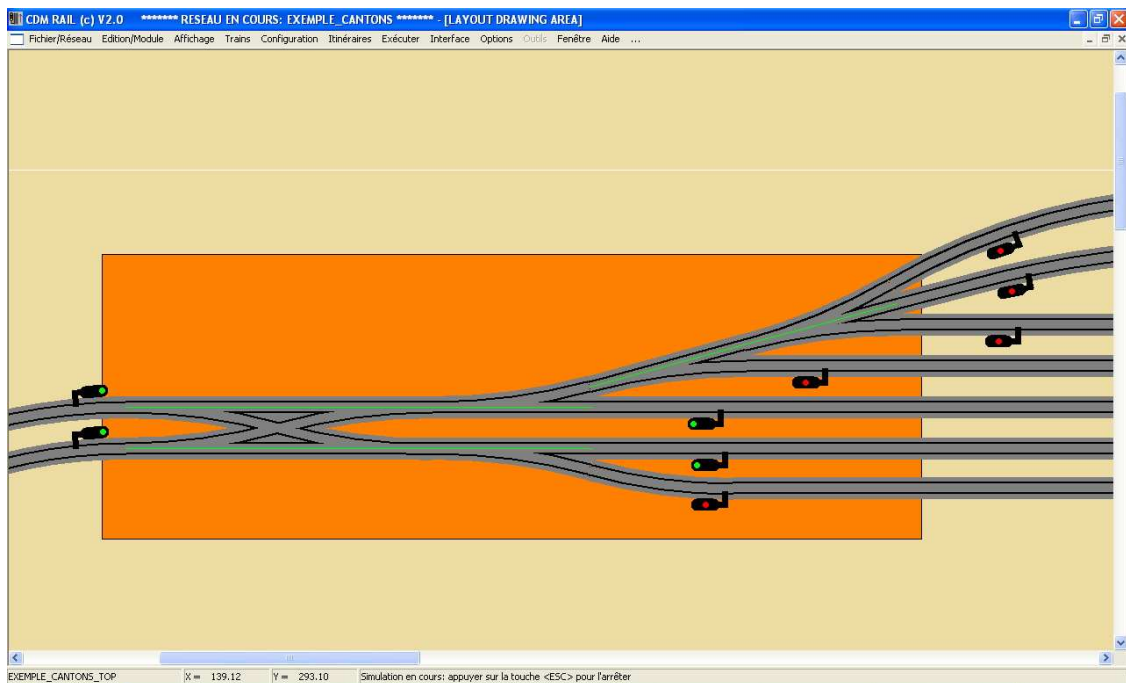 CDM RAIL (c) V2.0 ******* RESEAU EN COURS: EXEMPLE_CANTONS ******* - [LAYOUT DRAWING AREA]
Fichier/Réseau Edition/Module Affichage Trains Configuration Itinéraires Exécuter Interface Options Outils Fenêtre Aide ...
EXEMPLE_CANTONS_TOP X = 139.12 Y = 293.10 Simulation en cours: appuyer sur la touche <ESC> pour l'arrêter